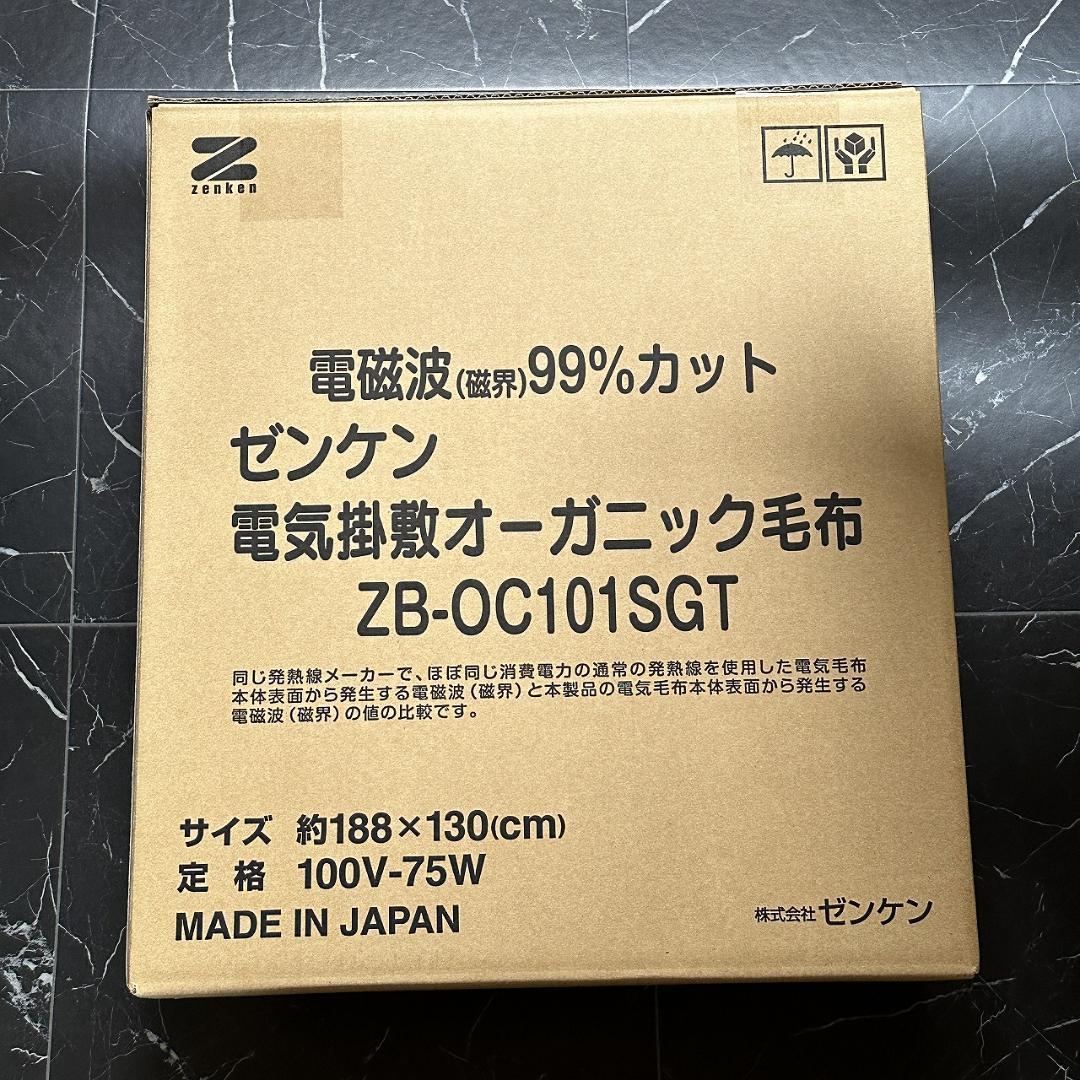 zenken
電磁波(磁界)99%カット
ゼンケン
電気掛敷オーガニック毛布
ZB-OC101SGT
同じ発熱線メーカーで、ほぼ同じ消費電力の通常の発熱線を使用した電気毛布
本体表面から発生する電磁波(磁界)と本製品の電気毛布本体表面から発生する
電磁波(磁界)の値の比較です。
サイズ 約188×130(cm)
定格 100V-75W
MADE IN JAPAN
株式会社ゼンケン